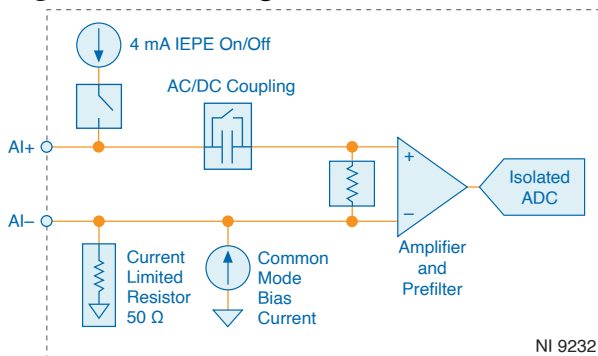 4 mA IEPE On/Off
AC/DC Coupling
AI+
+
Isolated
ADC
AI–
–
Amplifier
and
Prefilter
Current
Limited
Resistor
50 Ω
Common
Mode
Bias
Current
NI 9232